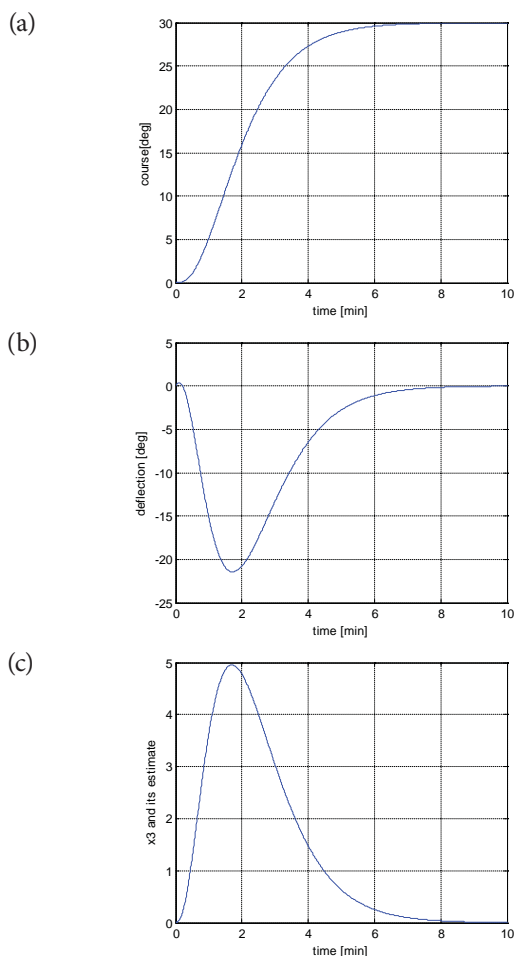 (a)
30
25
20
15
10
5
0
course[deg]
0 2 4 6 8 10
time [min]
(b)
5
0
-5
-10
-15
-20
-25
deflection [deg]
0 2 4 6 8 10
time [min]
(c)
5
4
3
2
1
0
x3 and its estimate
0 2 4 6 8 10
time [min]